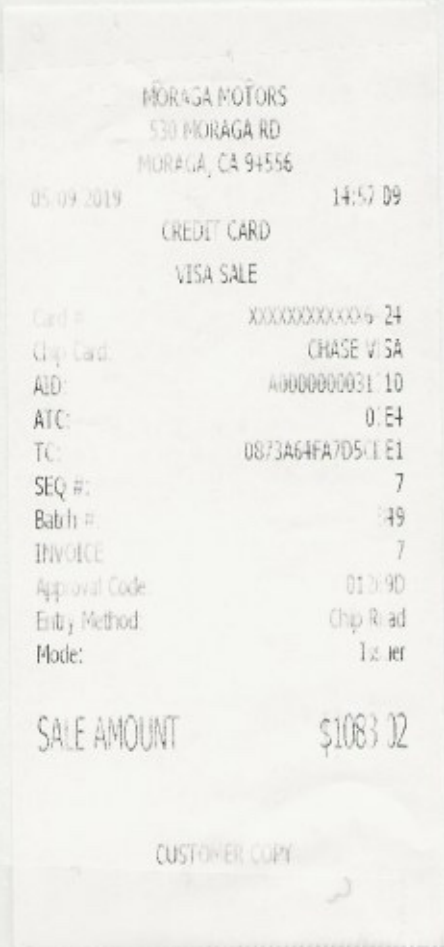 MORAGA MOTORS
530 MORAGA RD
MORAGA, CA 94556
05/09/2019 14:57:09
CREDIT CARD
VISA SALE
Card #:
Chip Card: CHASE VISA
AID: A0000000031010
ATC:
TC:
SEQ #: 7
Batch #:
INVOICE 7
Approval Code:
Entry Method: Chip Read
Mode: Issuer
SALE AMOUNT
CUSTOMER COPY